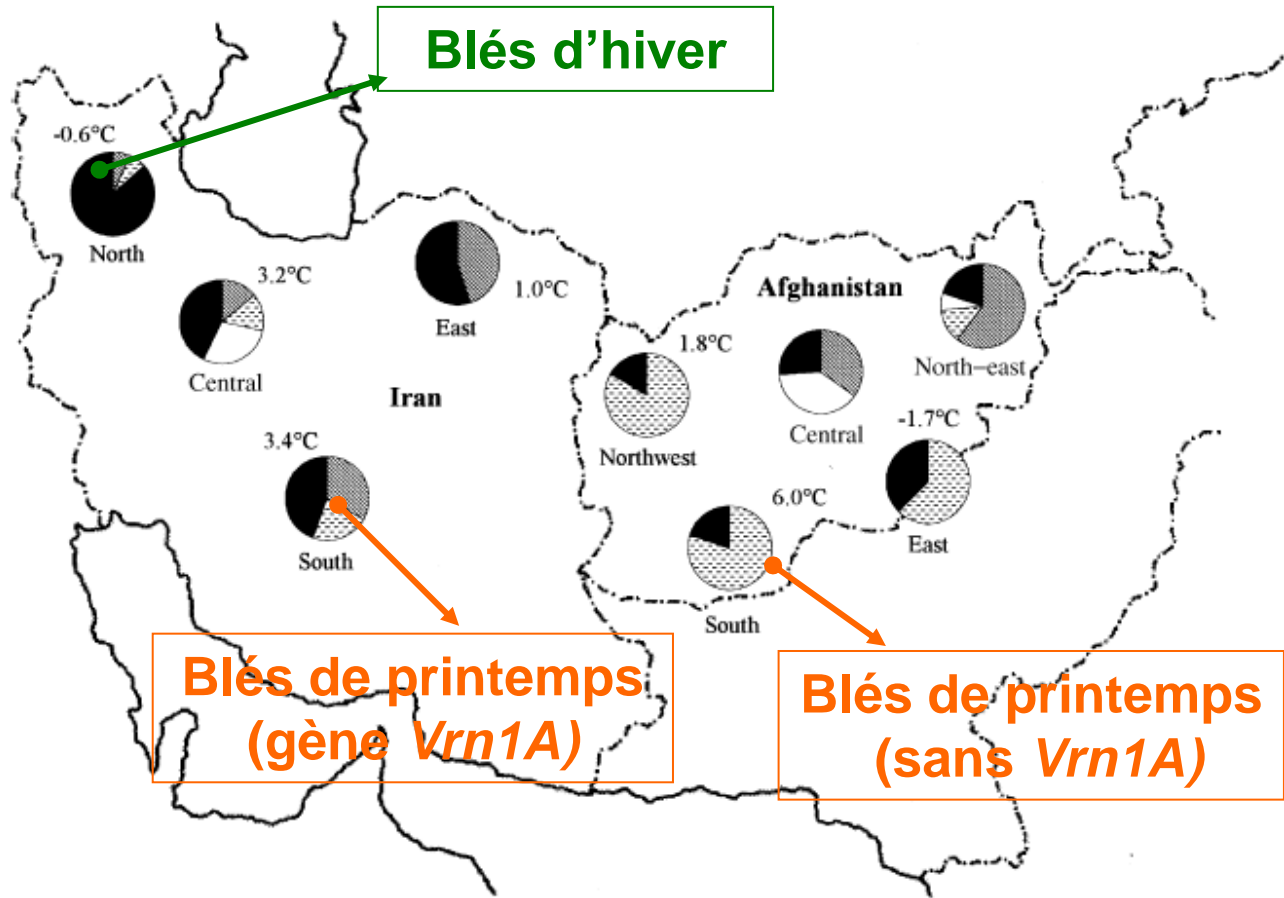 Blés d'hiver
-0.6°C
North
3.2°C
Central
1.0°C
East
Iran
3.4°C
South
Afghanistan
North-east
1.8°C
Northwest
Central
-1.7°C
East
6.0°C
South
Blés de printemps
(gène Vrn1A)
Blés de printemps
(sans Vrn1A)